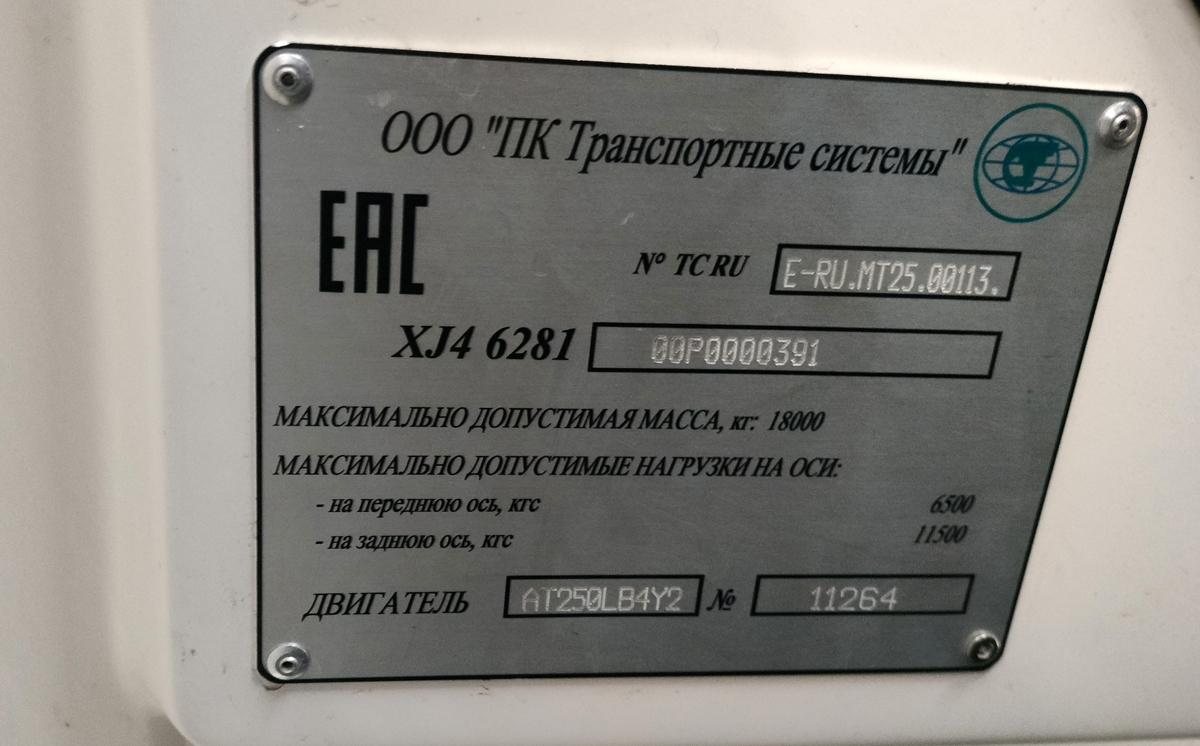 ООО "ПК Транспортные системы"
ЕАС
№ ТС RU E-RU.MT25.00113.
XJ4 6281 00P0000391
МАКСИМАЛЬНО ДОПУСТИМАЯ МАССА, кг: 18000
МАКСИМАЛЬНО ДОПУСТИМЫЕ НАГРУЗКИ НА ОСИ:
- на переднюю ось, кгс 6500
- на заднюю ось, кгс 11500
ДВИГАТЕЛЬ AT250LB4Y2 № 11264